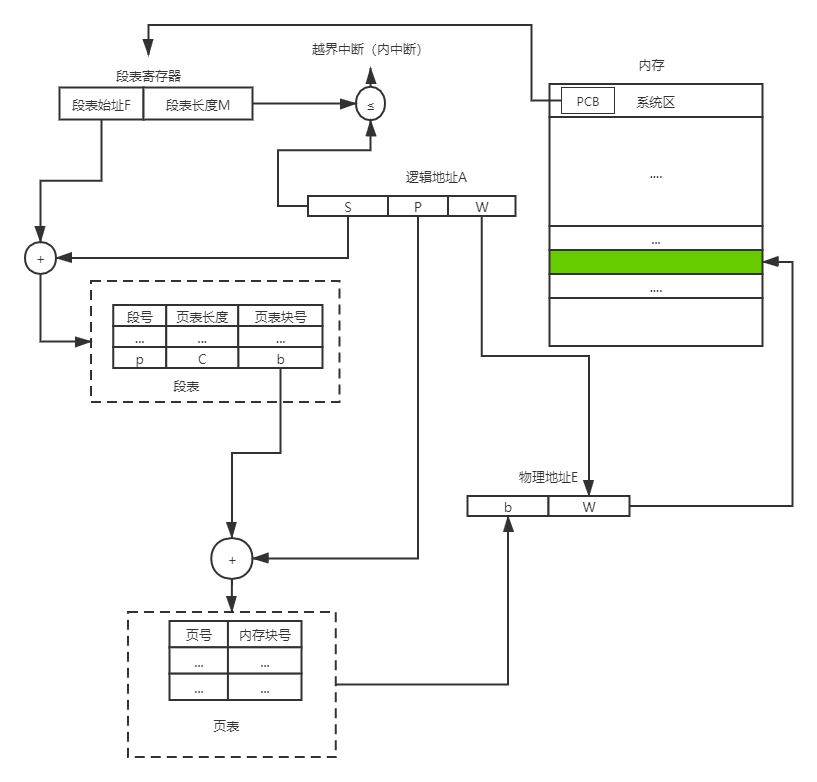 越界中断（内中断）
段表寄存器
段表始址F 段表长度M
≤
内存
PCB 系统区
....
...
....
逻辑地址A
S P W
+
段号 页表长度 页表块号
... ... ...
p C b
段表
物理地址E
b W
+
页号 内存块号
... ...
... ...
页表